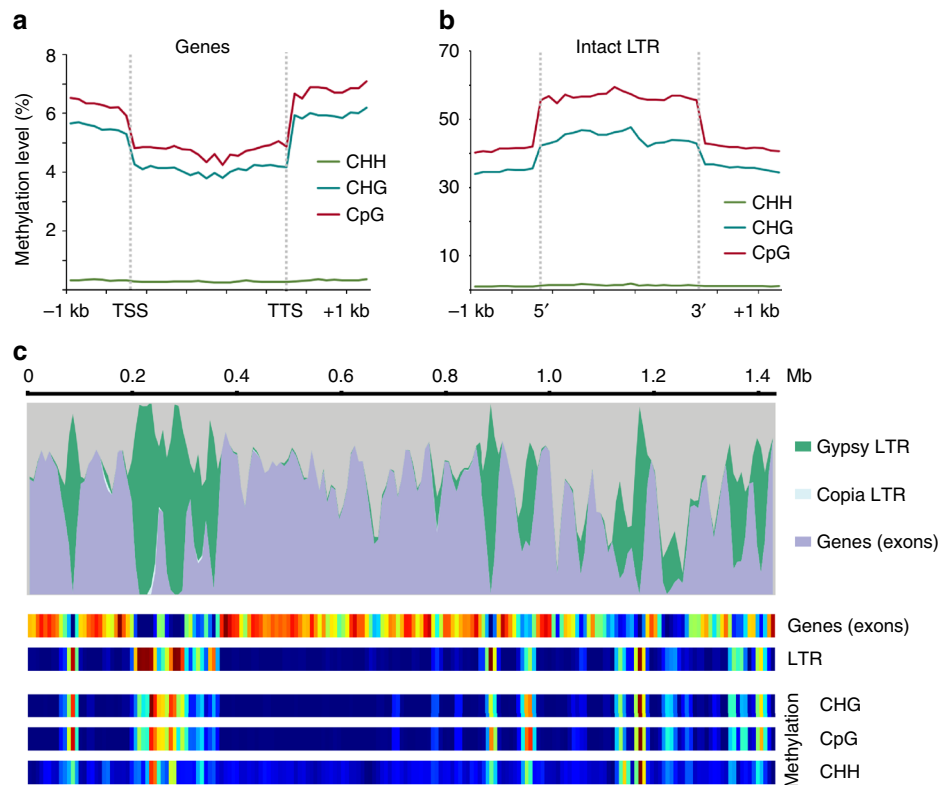 a
Genes
Methylation level (%)
8
6
4
2
CHH
CHG
CpG
–1 kb TSS TTS +1 kb
b
Intact LTR
70
50
30
10
CHH
CHG
CpG
–1 kb 5′ 3′ +1 kb
c
0 0.2 0.4 0.6 0.8 1.0 1.2 1.4 Mb
Gypsy LTR
Copia LTR
Genes (exons)
Genes (exons)
LTR
Methylation
CHG
CpG
CHH